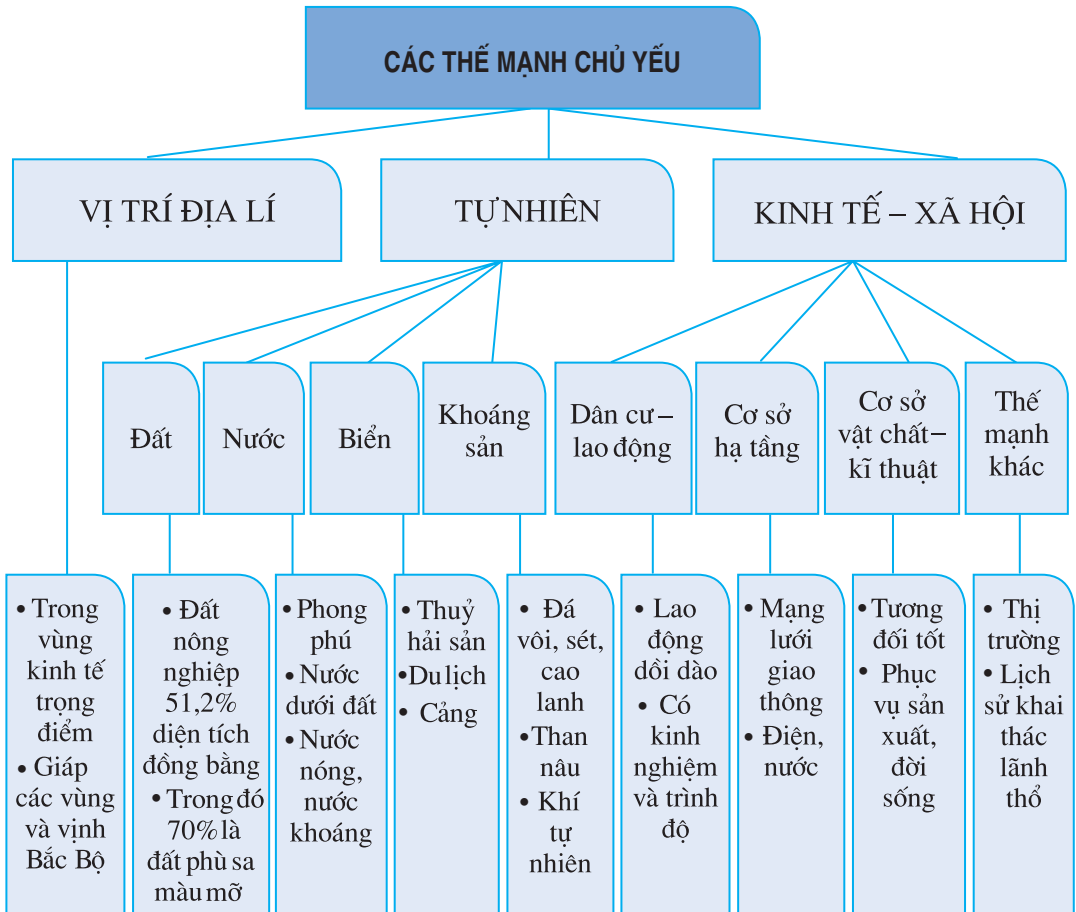 CÁC THẾ MẠNH CHỦ YẾU
VỊ TRÍ ĐỊA LÍ
TỰ NHIÊN
KINH TẾ – XÃ HỘI
Đất
Nước
Biển
Khoáng
sản
Dân cư –
lao động
Cơ sở
hạ tầng
Cơ sở
vật chất–
kĩ thuật
Thế
mạnh
khác
• Trong
vùng
kinh tế
trọng
điểm
• Giáp
các vùng
và vịnh
Bắc Bộ
• Đất
nông
nghiệp
51,2%
diện tích
đồng bằng
• Trong đó
70% là
đất phù sa
màu mỡ
• Phong
phú
• Nước
dưới đất
• Nước
nóng,
nước
khoáng
• Thuỷ
hải sản
• Du lịch
• Cảng
• Đá
vôi, sét,
cao
lanh
• Than
nâu
• Khí
tự
nhiên
• Lao
động
dồi dào
• Có
kinh
nghiệm
và trình
độ
• Mạng
lưới
giao
thông
• Điện,
nước
• Tương
đối tốt
• Phục
vụ sản
xuất,
đời
sống
• Thị
trường
• Lịch
sử khai
thác
lãnh
thổ